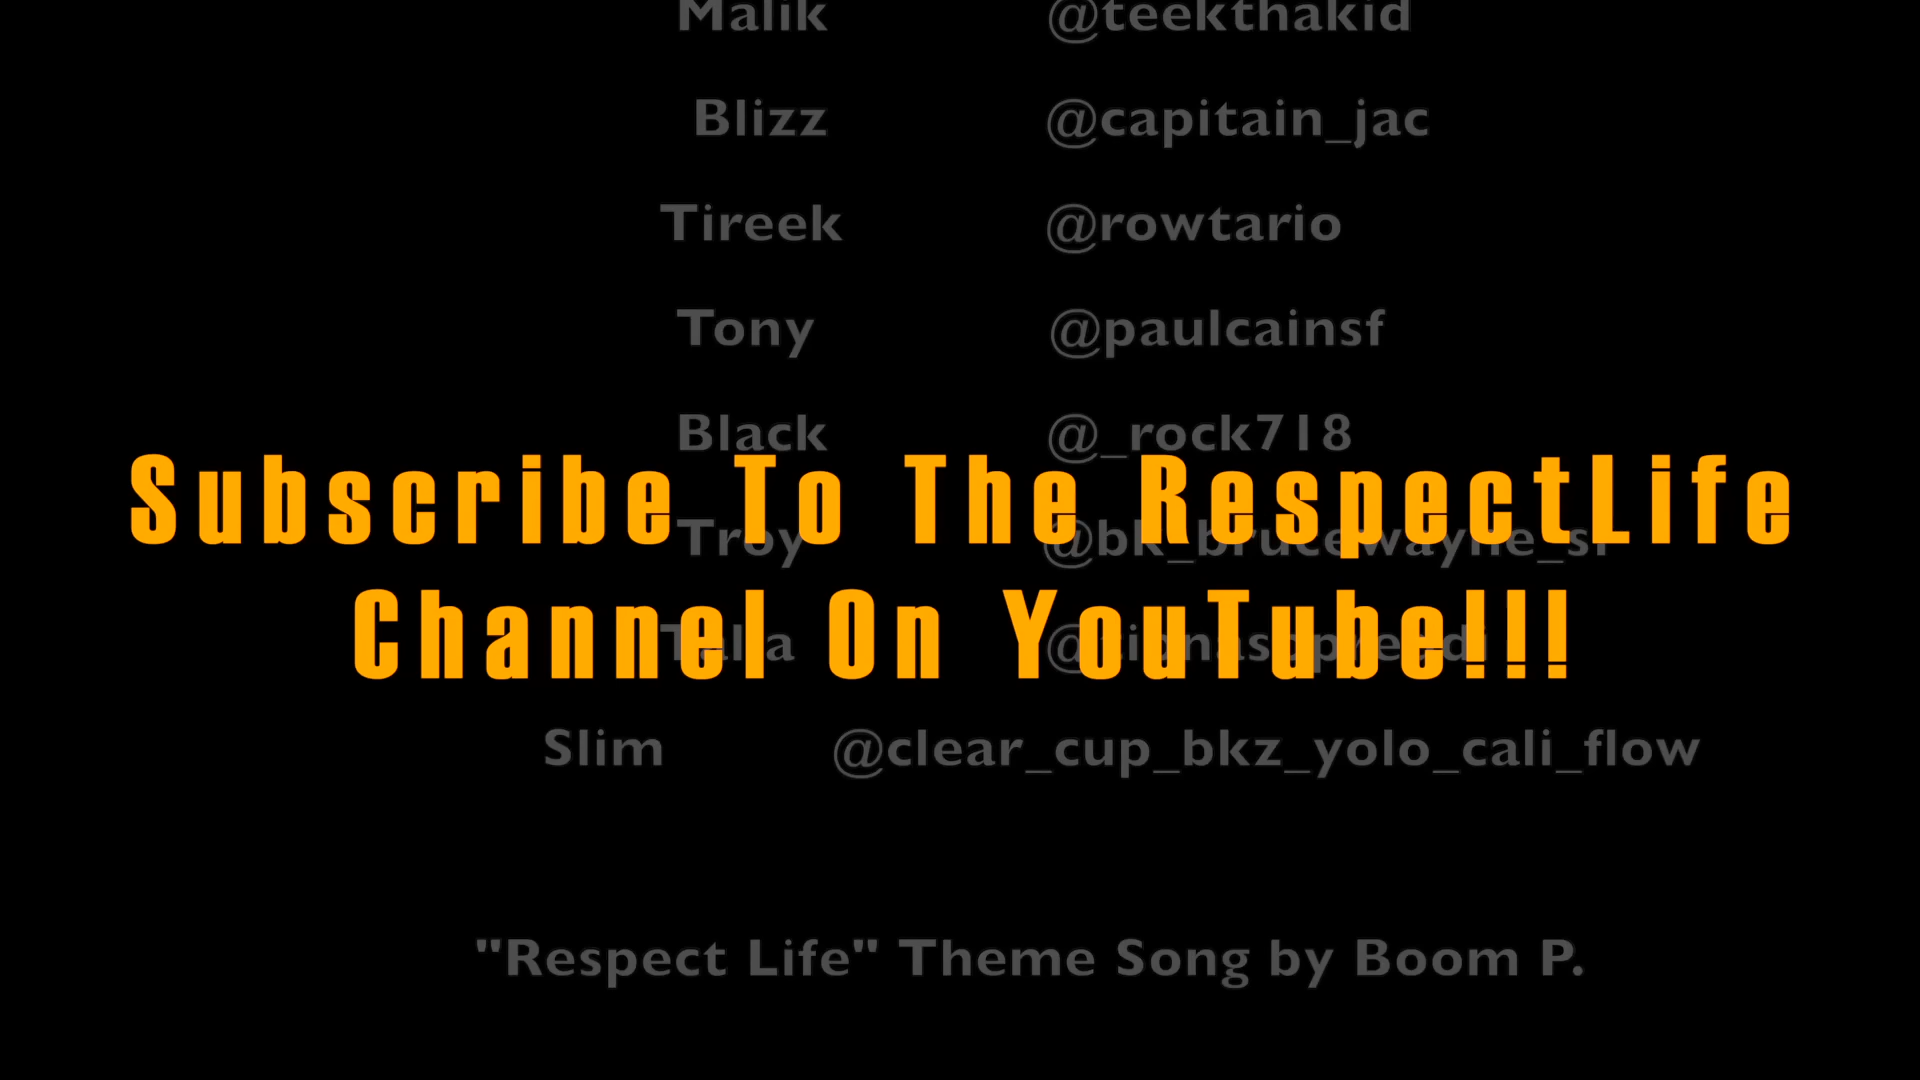 Malik @teekthakid
Blizz @capitain_jac
Tireek @rowtario
Tony @paulcainsf
Black @_rock718
Subscribe To The RespectLife
Troy
Channel On YouTube!!!
Slim @clear_cup_bkz_yolo_cali_flow
"Respect Life" Theme Song by Boom P.